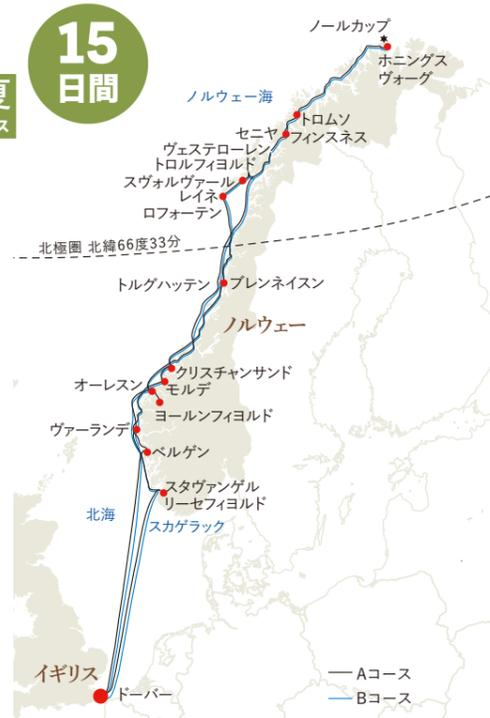 15
日間
夏
ス
ノールカップ
ホニングス
ヴォーグ
ノルウェー海
トロムソ
セニヤ
フィンスネス
ヴェステローレン
トロルフィヨルド
スヴォルヴァール
レイネ
ロフォーテン
北極圏 北緯66度33分
トルグハッテン
ブレンネイスン
ノルウェー
クリスチャンサンド
オーレスン
モルデ
ヨールンフィヨルド
ヴァーランデ
ベルゲン
スタヴァンゲル
リーセフィヨルド
北海
スカゲラック
イギリス
ドーバー
Aコース
Bコース